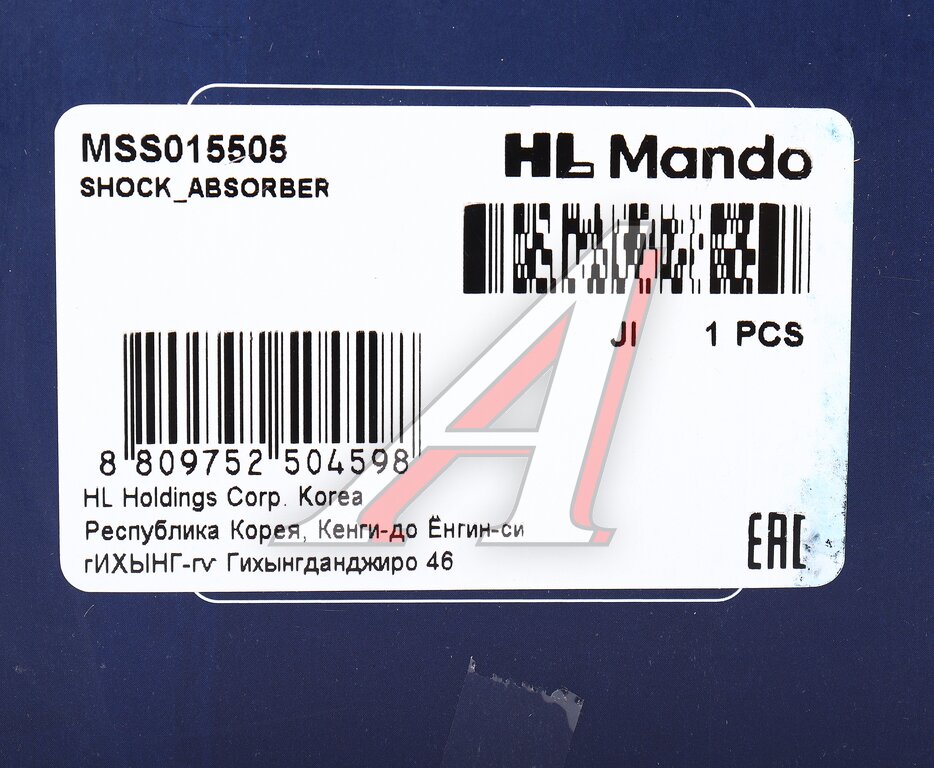 MSS015505
SHOCK_ABSORBER
HL Mando
JI 1 PCS
8 809752 504598
HL Holdings Corp. Korea
Республика Корея, Кенги-до Ёнгин-си
гИХЫНГ-гу Гихынгданджиро 46
EAC